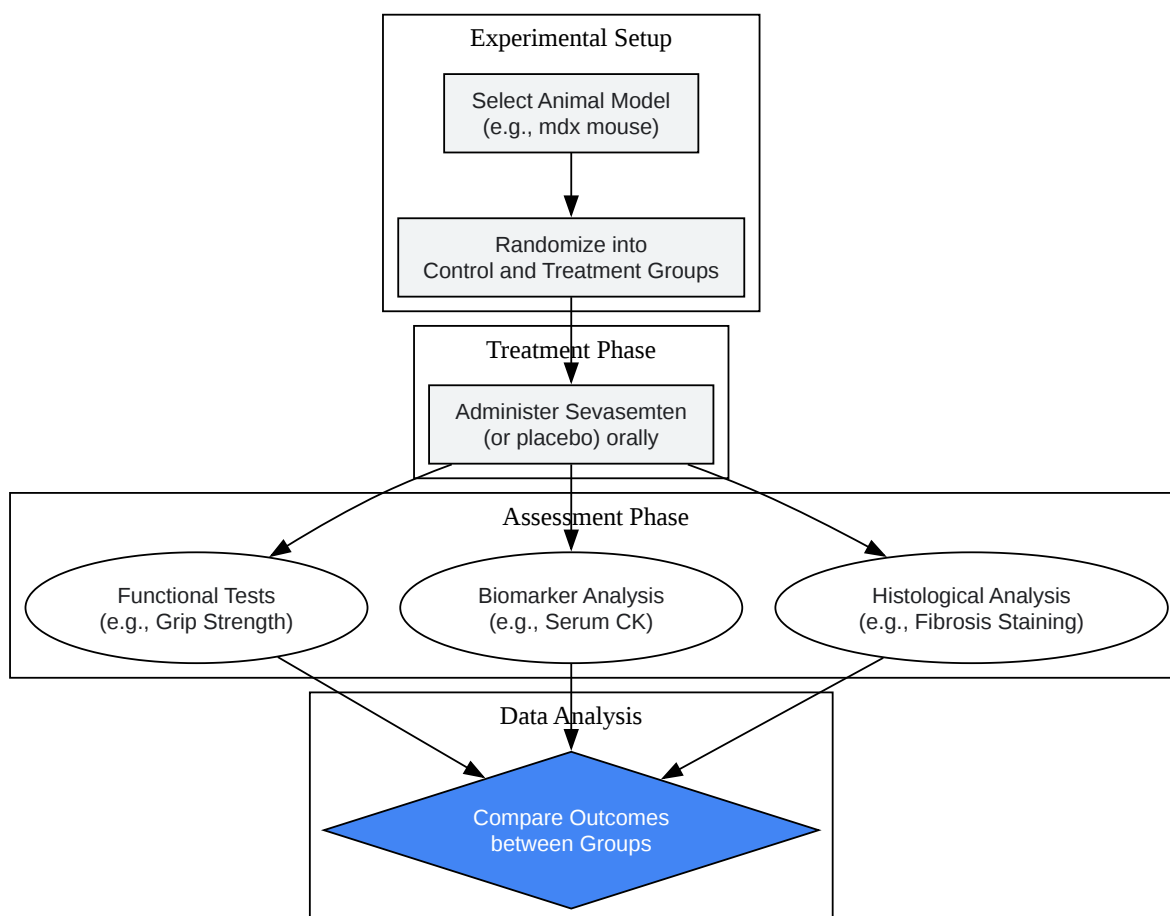 Experimental Setup
Select Animal Model
(e.g., mdx mouse)
Randomize into
Control and Treatment Groups
Treatment Phase
Administer Sevasemten
(or placebo) orally
Assessment Phase
Functional Tests
(e.g., Grip Strength)
Biomarker Analysis
(e.g., Serum CK)
Histological Analysis
(e.g., Fibrosis Staining)
Data Analysis
Compare Outcomes
between Groups